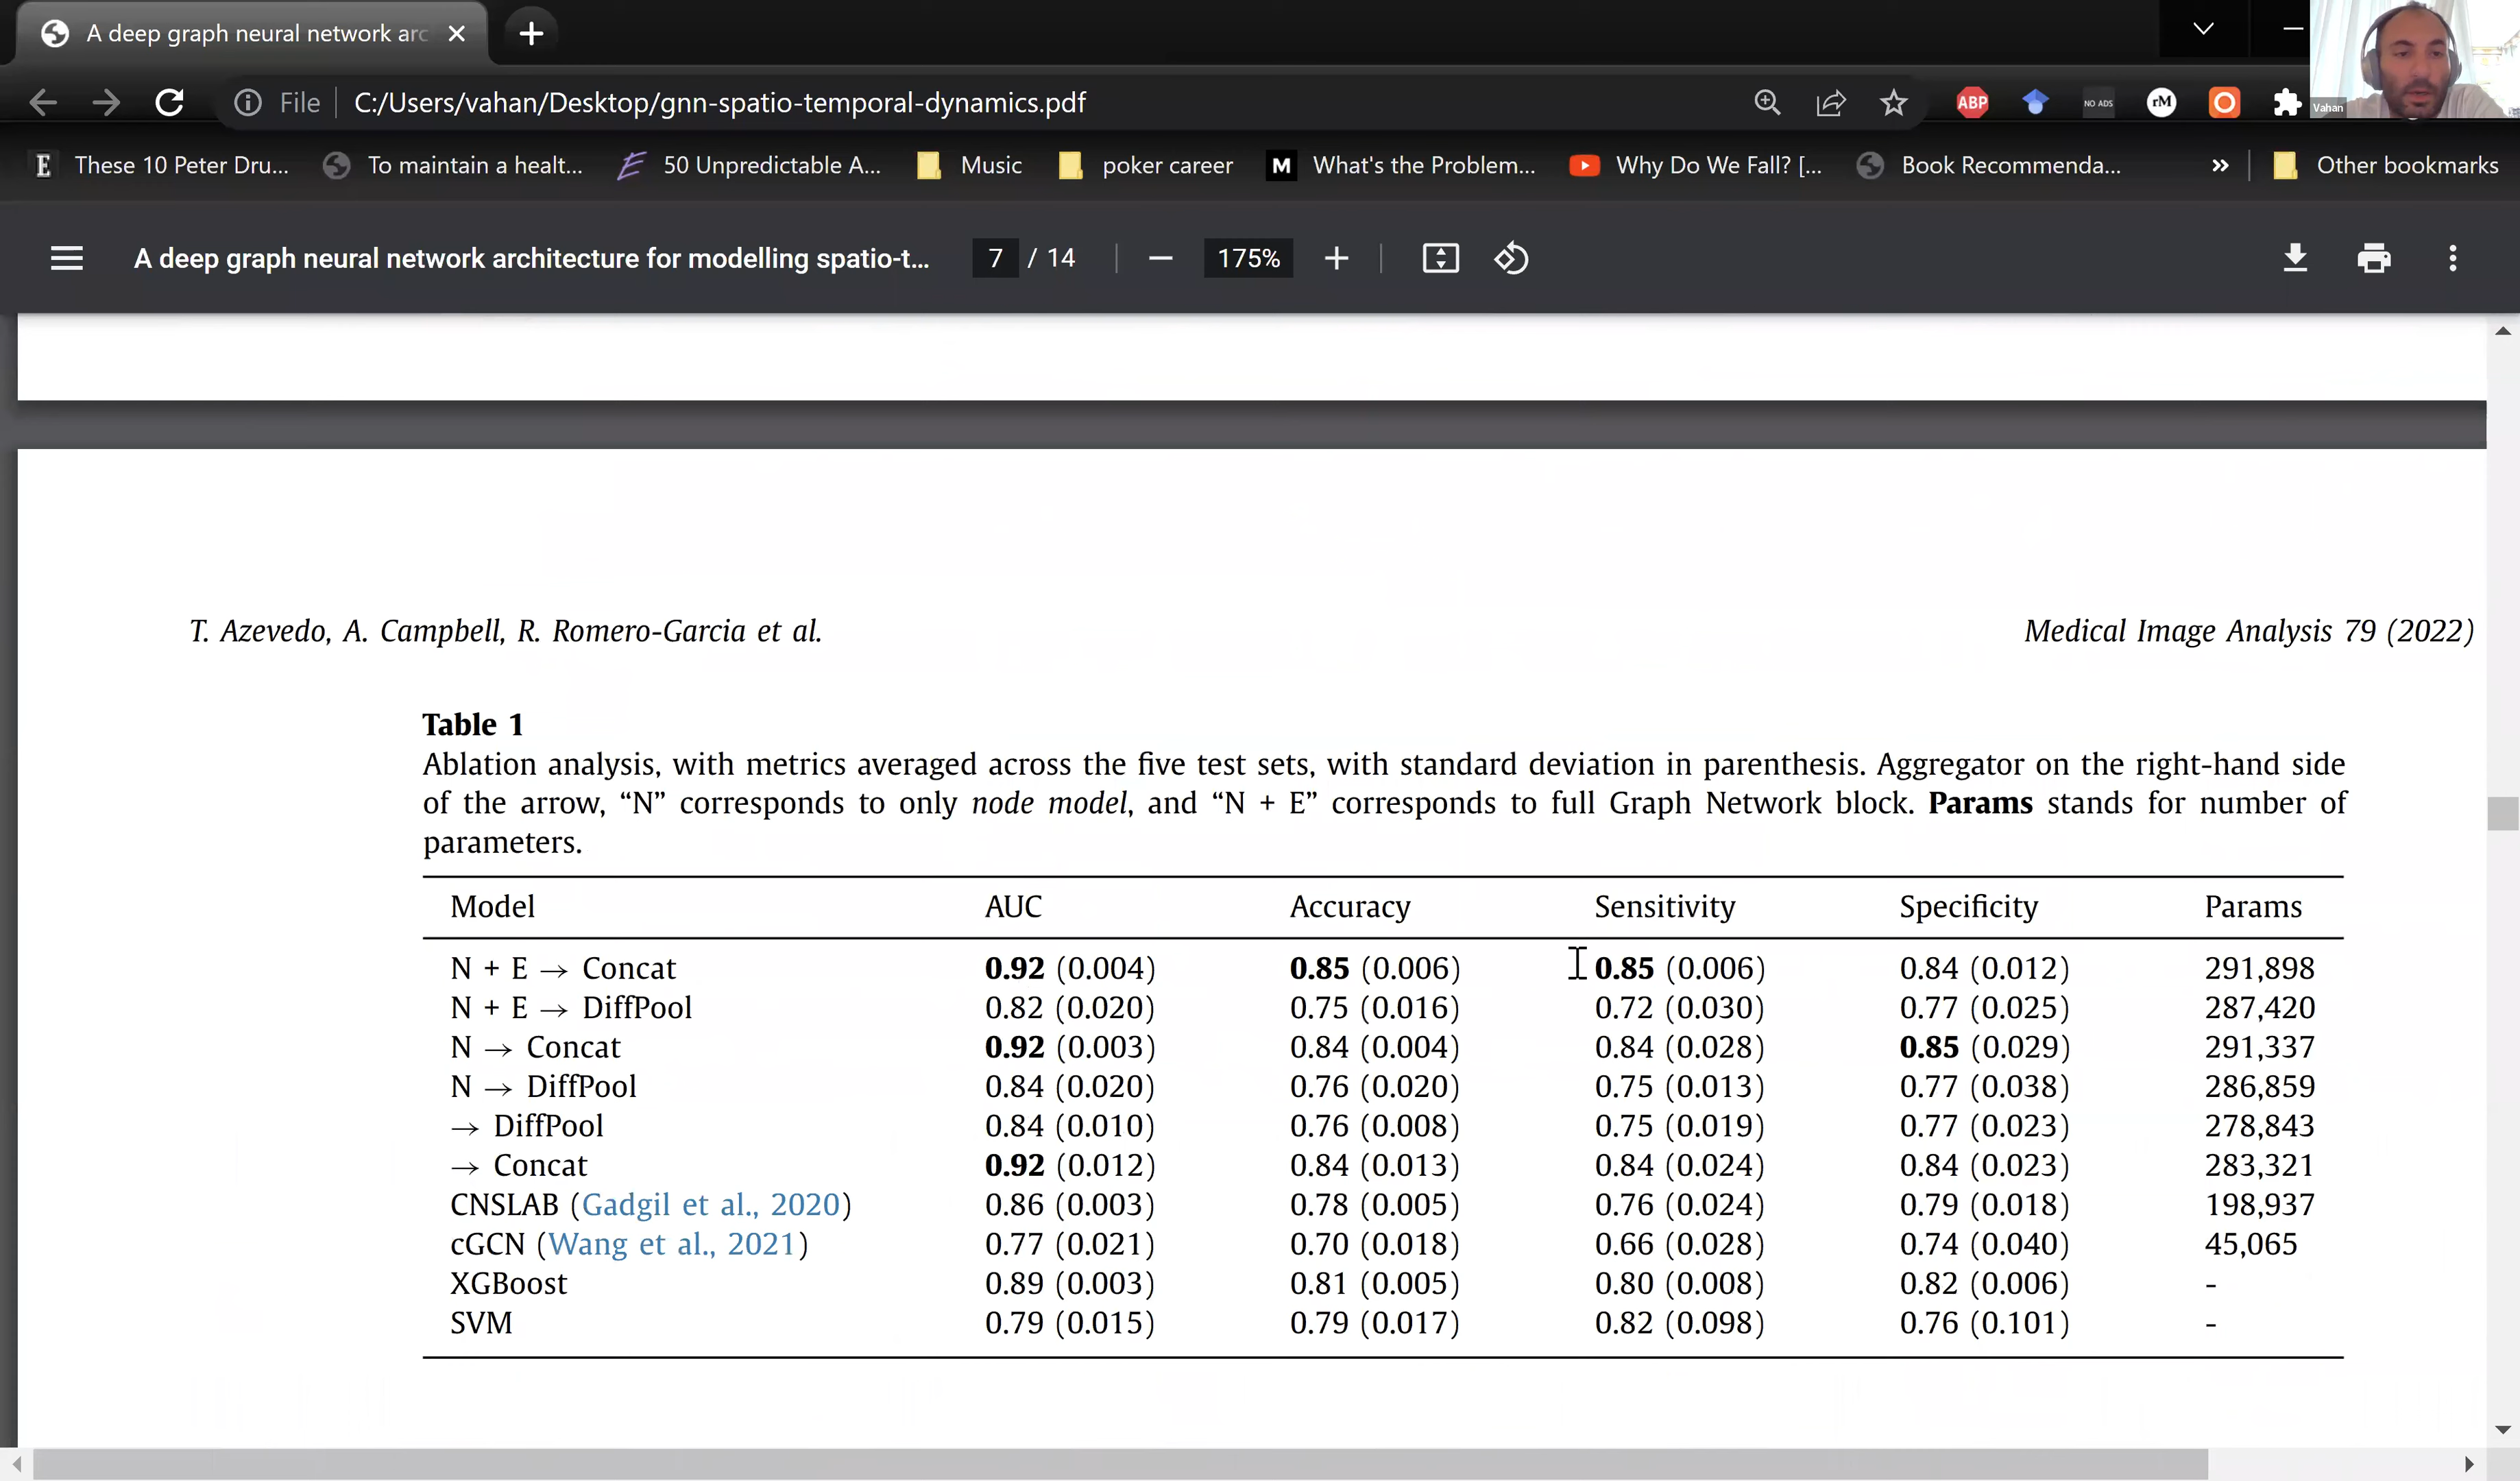 A deep graph neural network arc
File
C:/Users/vahan/Desktop/gnn-spatio-temporal-dynamics.pdf
ABP
NO ADS
rM
Vahan
E These 10 Peter Dru...
To maintain a healt...
50 Unpredictable A...
Music
poker career
M What's the Problem...
Why Do We Fall? [...
Book Recommenda...
»
Other bookmarks
A deep graph neural network architecture for modelling spatio-t...
7 / 14
175%
T. Azevedo, A. Campbell, R. Romero-Garcia et al.
Medical Image Analysis 79 (2022)
Table 1
Ablation analysis, with metrics averaged across the five test sets, with standard deviation in parenthesis. Aggregator on the right-hand side
of the arrow, “N” corresponds to only node model, and “N + E” corresponds to full Graph Network block. Params stands for number of
parameters.
Model AUC Accuracy Sensitivity Specificity Params
N + E → Concat 0.92 (0.004) 0.85 (0.006) 0.85 (0.006) 0.84 (0.012) 291,898
N + E → DiffPool 0.82 (0.020) 0.75 (0.016) 0.72 (0.030) 0.77 (0.025) 287,420
N → Concat 0.92 (0.003) 0.84 (0.004) 0.84 (0.028) 0.85 (0.029) 291,337
N → DiffPool 0.84 (0.020) 0.76 (0.020) 0.75 (0.013) 0.77 (0.038) 286,859
→ DiffPool 0.84 (0.010) 0.76 (0.008) 0.75 (0.019) 0.77 (0.023) 278,843
→ Concat 0.92 (0.012) 0.84 (0.013) 0.84 (0.024) 0.84 (0.023) 283,321
CNSLAB (Gadgil et al., 2020) 0.86 (0.003) 0.78 (0.005) 0.76 (0.024) 0.79 (0.018) 198,937
cGCN (Wang et al., 2021) 0.77 (0.021) 0.70 (0.018) 0.66 (0.028) 0.74 (0.040) 45,065
XGBoost 0.89 (0.003) 0.81 (0.005) 0.80 (0.008) 0.82 (0.006) -
SVM 0.79 (0.015) 0.79 (0.017) 0.82 (0.098) 0.76 (0.101) -